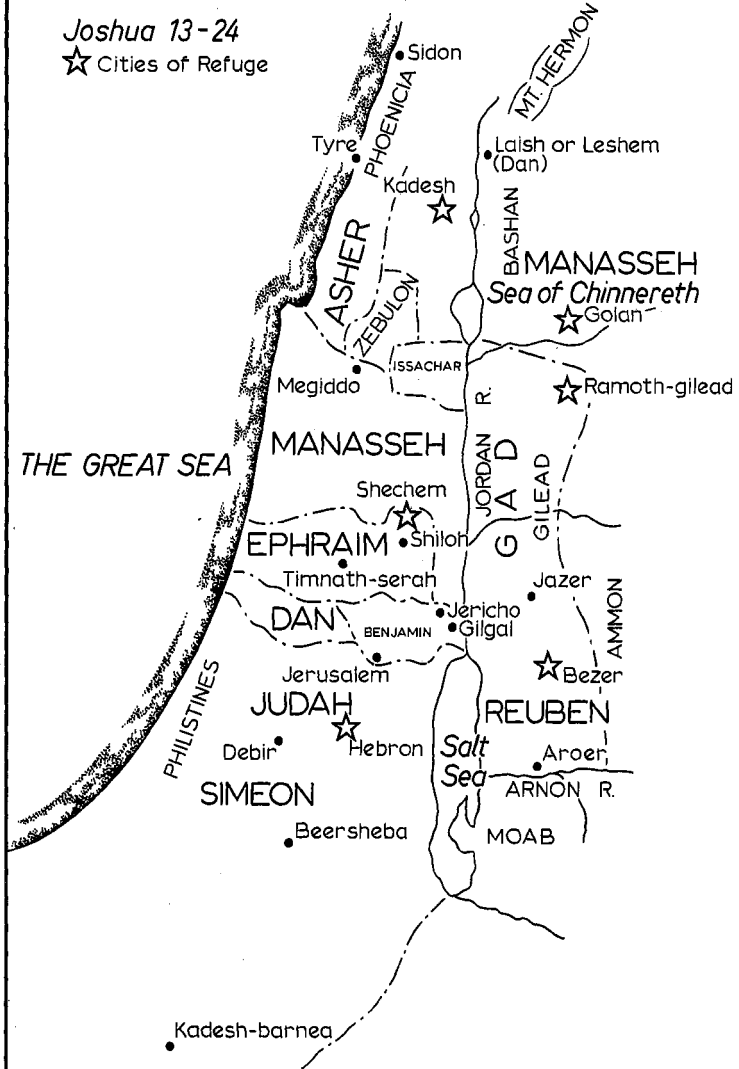 Joshua 13-24
Cities of Refuge
Sidon
MT. HERMON
PHOENICIA
Tyre
Laish or Leshem
(Dan)
Kadesh
BASHAN
ASHER
MANASSEH
Sea of Chinnereth
ZEBULON
Golan
ISSACHAR
Megiddo
Ramoth-gilead
JORDAN R.
MANASSEH
THE GREAT SEA
GAD
GILEAD
Shechem
EPHRAIM
Shiloh
Timnath-serah
Jazer
DAN
BENJAMIN
Jericho
Gilgal
AMMON
Jerusalem
Bezer
PHILISTINES
JUDAH
REUBEN
Debir
Hebron
Salt
Sea
Aroer
SIMEON
ARNON R.
Beersheba
MOAB
Kadesh-barnea